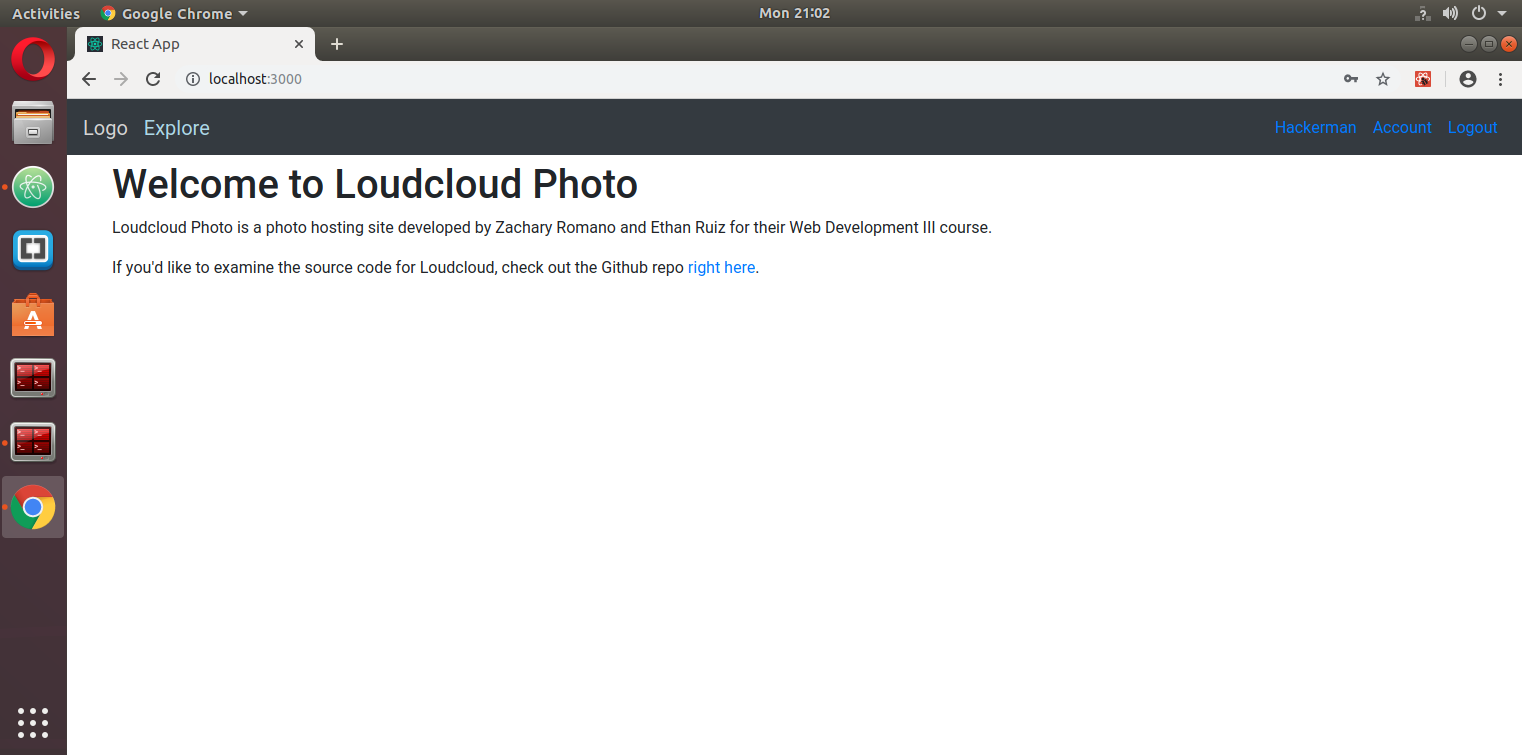 Activities Google Chrome Mon 21:02
React App
localhost:3000
Logo Explore Hackerman Account Logout
Welcome to Loudcloud Photo
Loudcloud Photo is a photo hosting site developed by Zachary Romano and Ethan Ruiz for their Web Development III course.
If you'd like to examine the source code for Loudcloud, check out the Github repo right here.